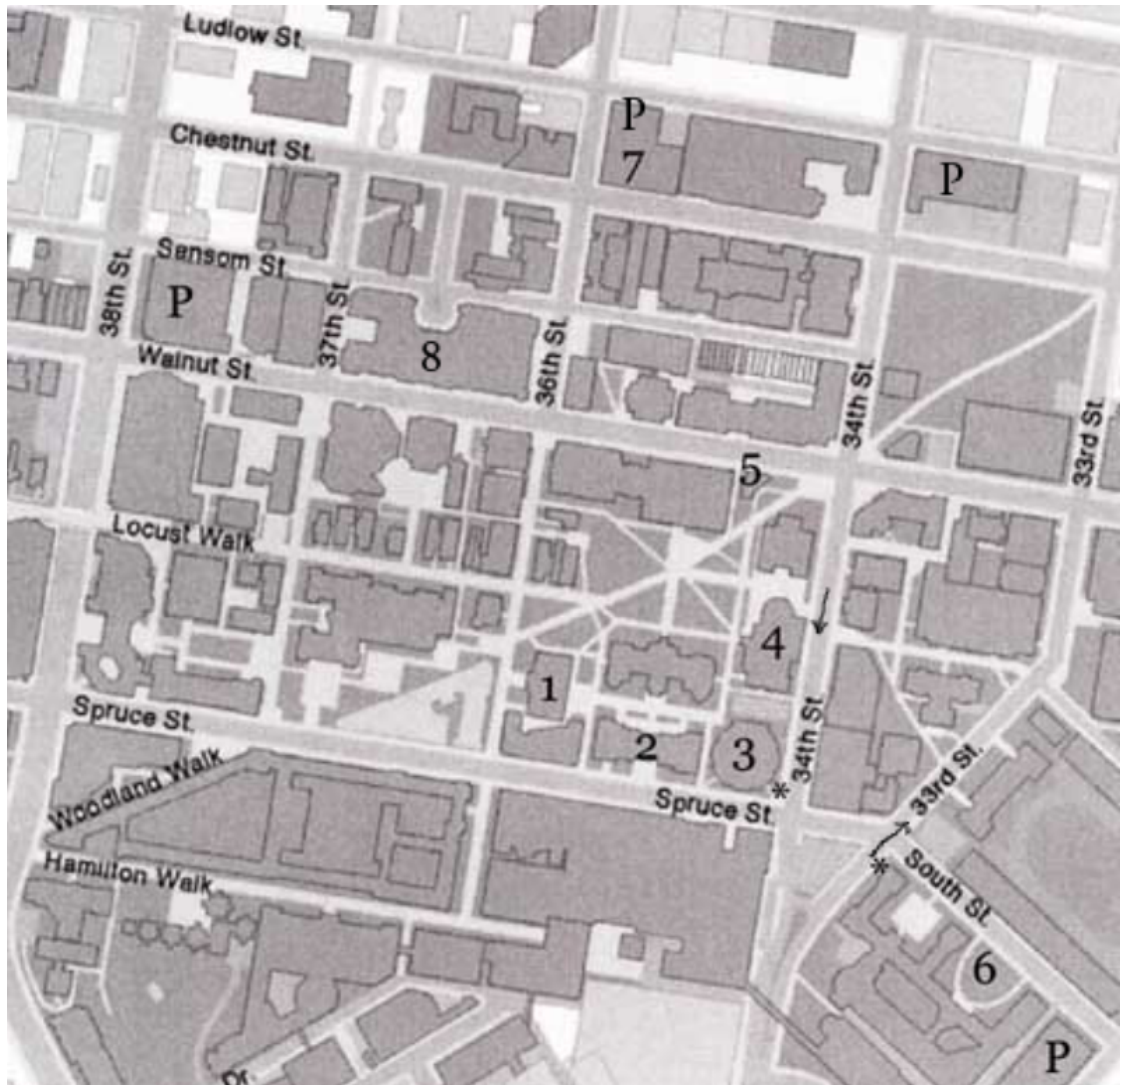 Ludlow St.
P
Chestnut St.
7
P
Sansom St.
38th St.
P
37th St.
8
36th St.
Walnut St.
34th St.
33rd St.
5
Locust Walk
4
1
Spruce St.
2
3
34th St.
33rd St.
*
Spruce St.
Woodland Walk
Hamilton Walk
*
South St.
6
P
Dr.